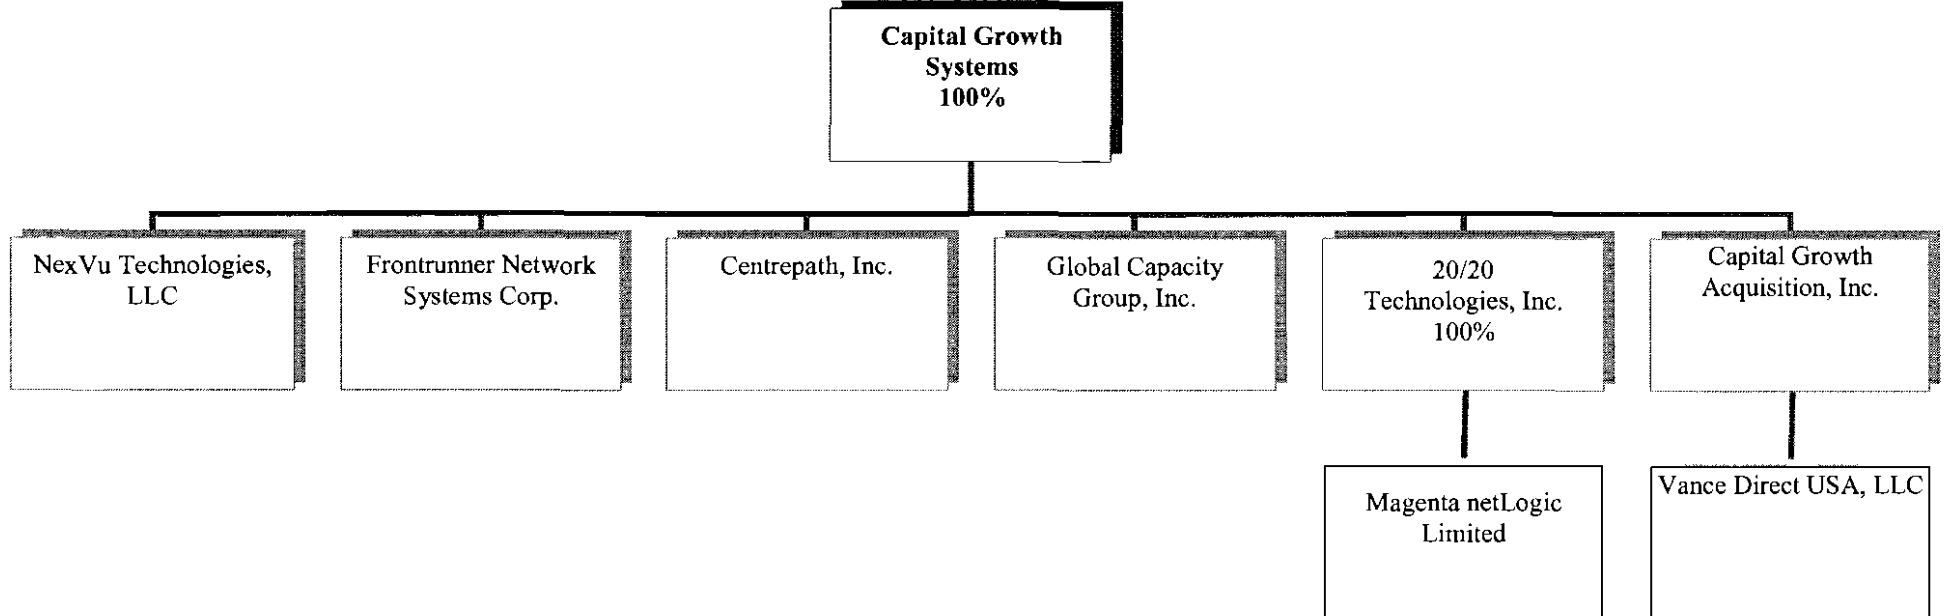 Capital Growth
Systems
100%
NexVu Technologies,
LLC
Frontrunner Network
Systems Corp.
Centrepath, Inc.
Global Capacity
Group, Inc.
20/20
Technologies, Inc.
100%
Capital Growth
Acquisition, Inc.
Magenta netLogic
Limited
Vance Direct USA, LLC